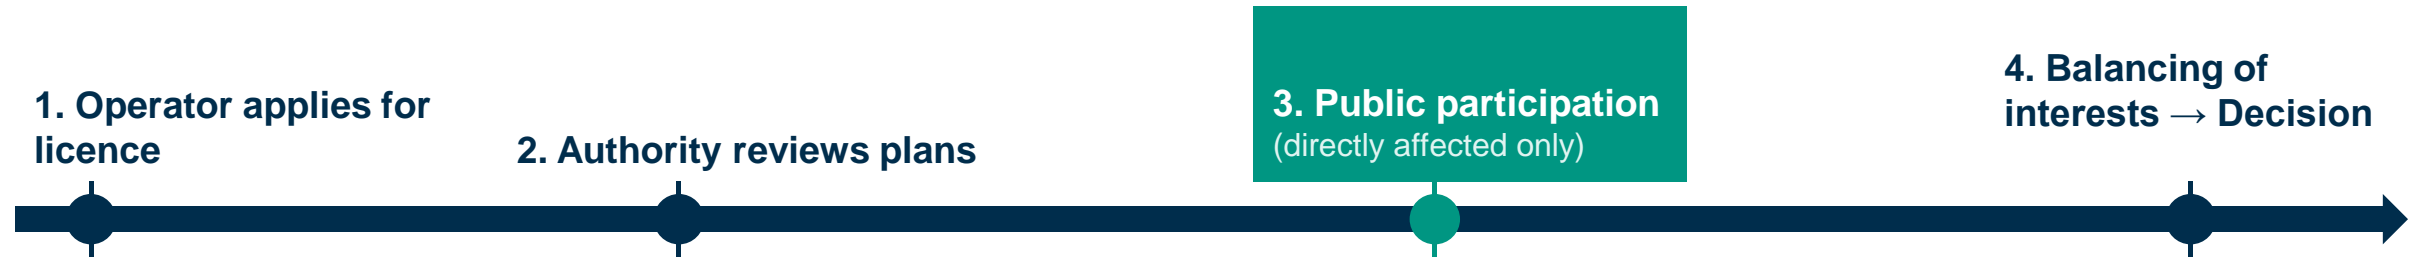 1. Operator applies for
licence
2. Authority reviews plans
3. Public participation
(directly affected only)
4. Balancing of
interests → Decision